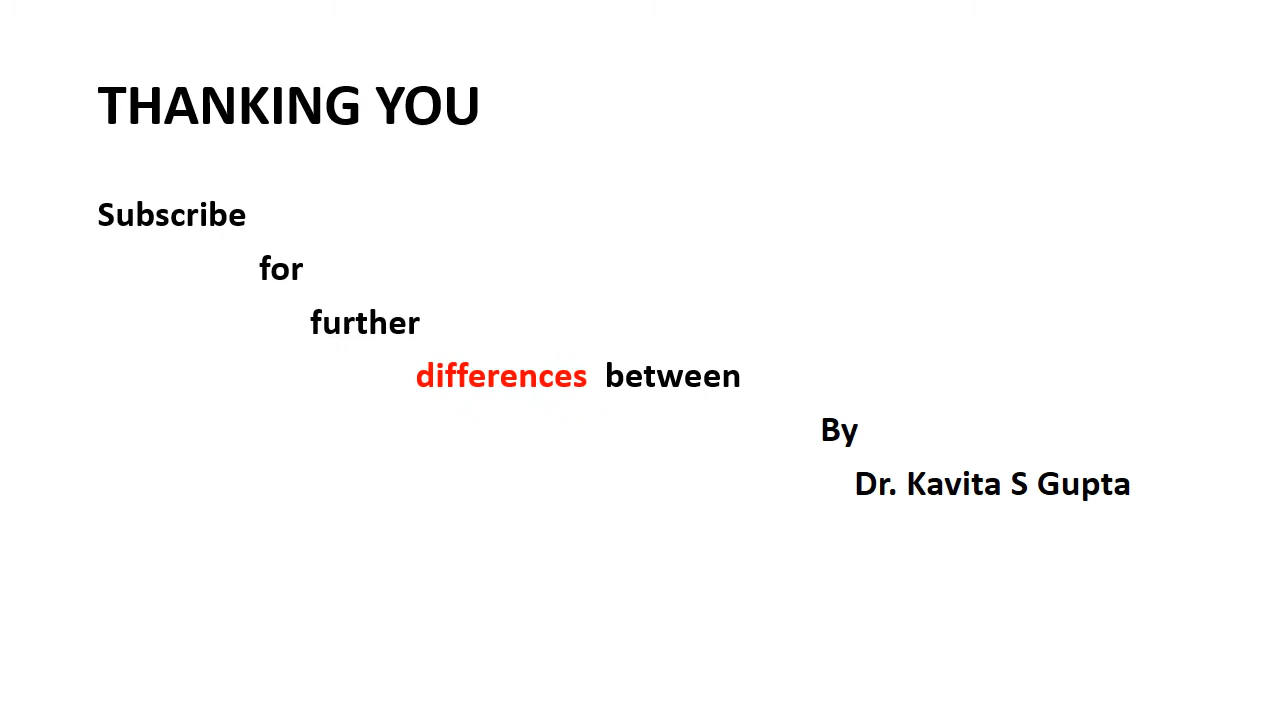 THANKING YOU
Subscribe
for
further
differences between
By
Dr. Kavita S Gupta